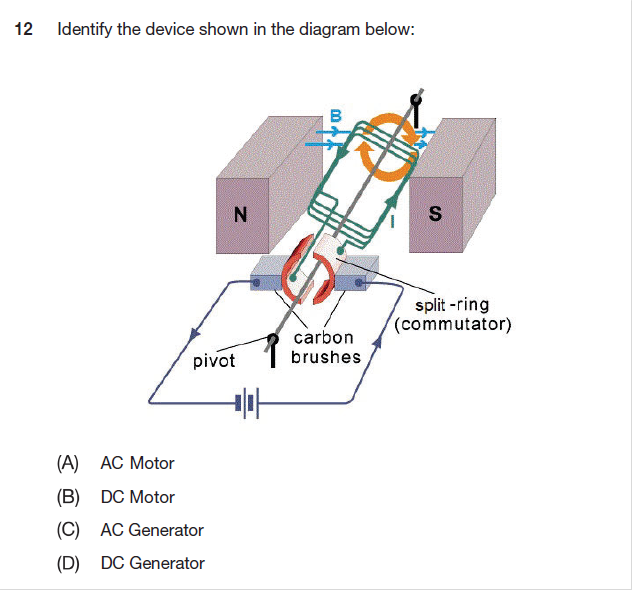 12 Identify the device shown in the diagram below:
B
N
S
I
split-ring
(commutator)
carbon
brushes
pivot
(A) AC Motor
(B) DC Motor
(C) AC Generator
(D) DC Generator